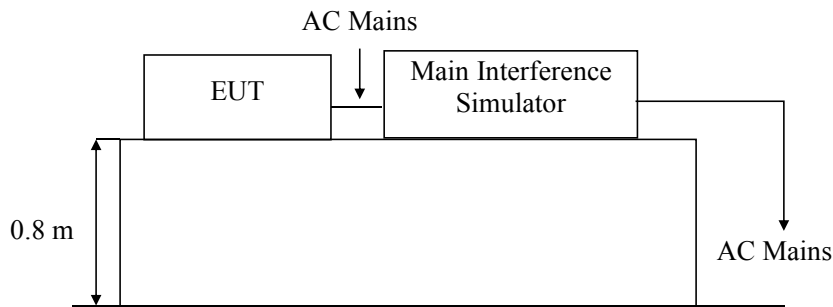 AC Mains
EUT
Main Interference
Simulator
0.8 m
AC Mains